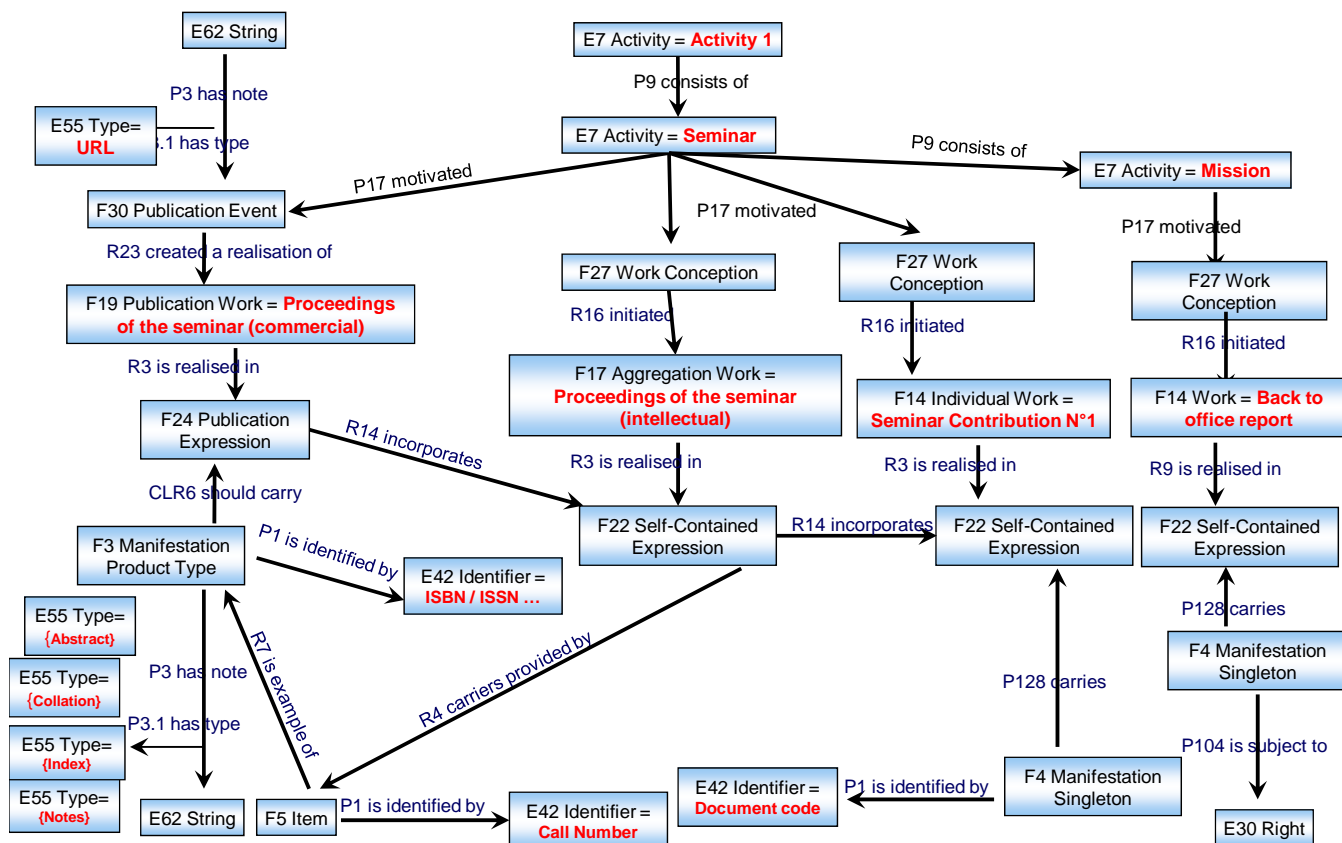 E62 String
E7 Activity = Activity 1
P9 consists of
P3 has note
E55 Type=
URL
3.1 has type
E7 Activity = Seminar
P9 consists of
E7 Activity = Mission
P17 motivated
F30 Publication Event
P17 motivated
P17 motivated
R23 created a realisation of
F27 Work Conception
F27 Work
Conception
F27 Work
Conception
F19 Publication Work = Proceedings
of the seminar (commercial)
R16 initiated
R16 initiated
R16 initiated
R3 is realised in
F17 Aggregation Work =
Proceedings of the seminar
(intellectual)
F14 Individual Work =
Seminar Contribution N°1
F14 Work = Back to
office report
F24 Publication
Expression
R14 incorporates
R3 is realised in
R3 is realised in
R9 is realised in
CLR6 should carry
F22 Self-Contained
Expression
R14 incorporates
F22 Self-Contained
Expression
F22 Self-Contained
Expression
F3 Manifestation
Product Type
P1 is identified by
E42 Identifier =
ISBN / ISSN ...
P128 carries
E55 Type=
{Abstract}
P3 has note
R7 is example of
R4 carriers provided by
P128 carries
F4 Manifestation
Singleton
E55 Type=
{Collation}
P3.1 has type
E55 Type=
{Index}
P104 is subject to
E55 Type=
{Notes}
E62 String
F5 Item
P1 is identified by
E42 Identifier =
Call Number
E42 Identifier =
Document code
P1 is identified by
F4 Manifestation
Singleton
E30 Right